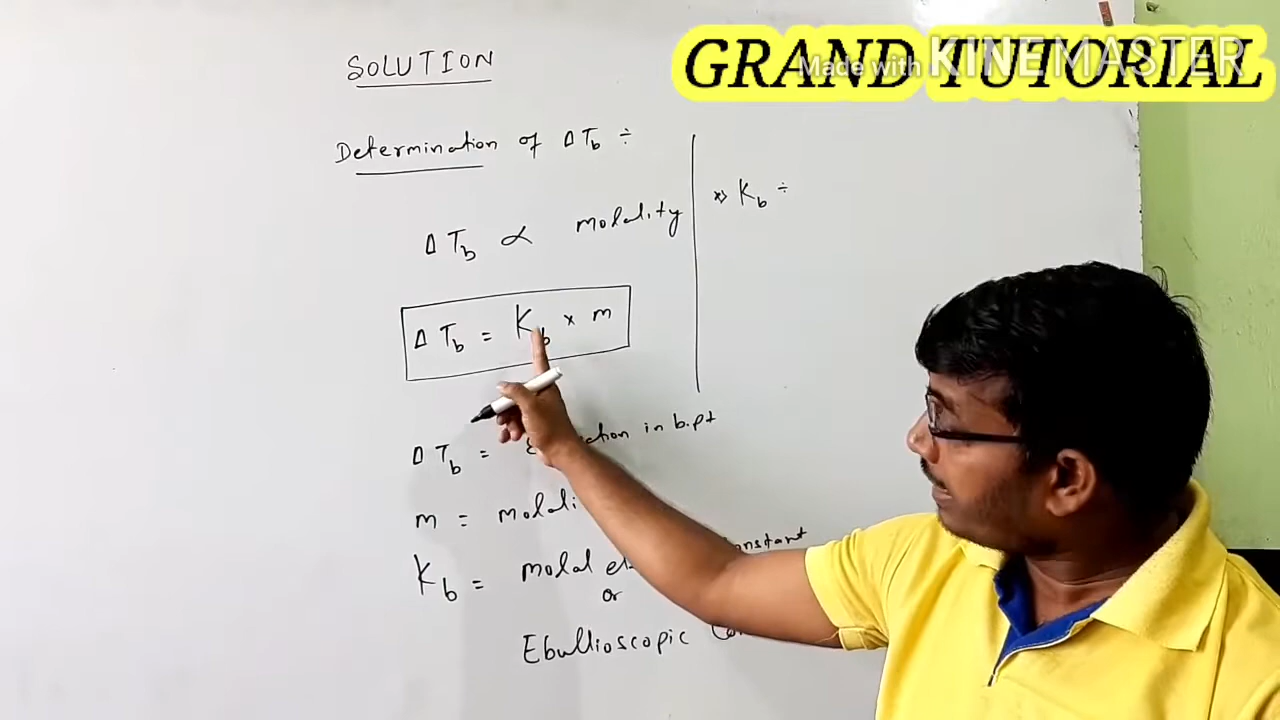 GRAND TUTORIAL
Made with KINEMASTER
SOLUTION
Determination of ΔTb ÷
ΔTb ∝ molality
ΔTb = Kb × m
ΔTb = in b.pt
m =
Kb = molal
or
Ebullioscopic
*> Kb ÷